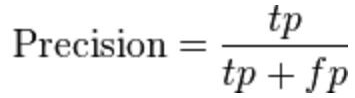 Precision = tp / (tp + fp)